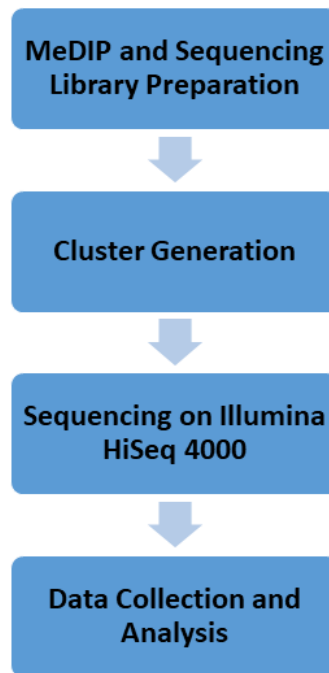 MeDIP and Sequencing
Library Preparation
Cluster Generation
Sequencing on Illumina
HiSeq 4000
Data Collection and
Analysis